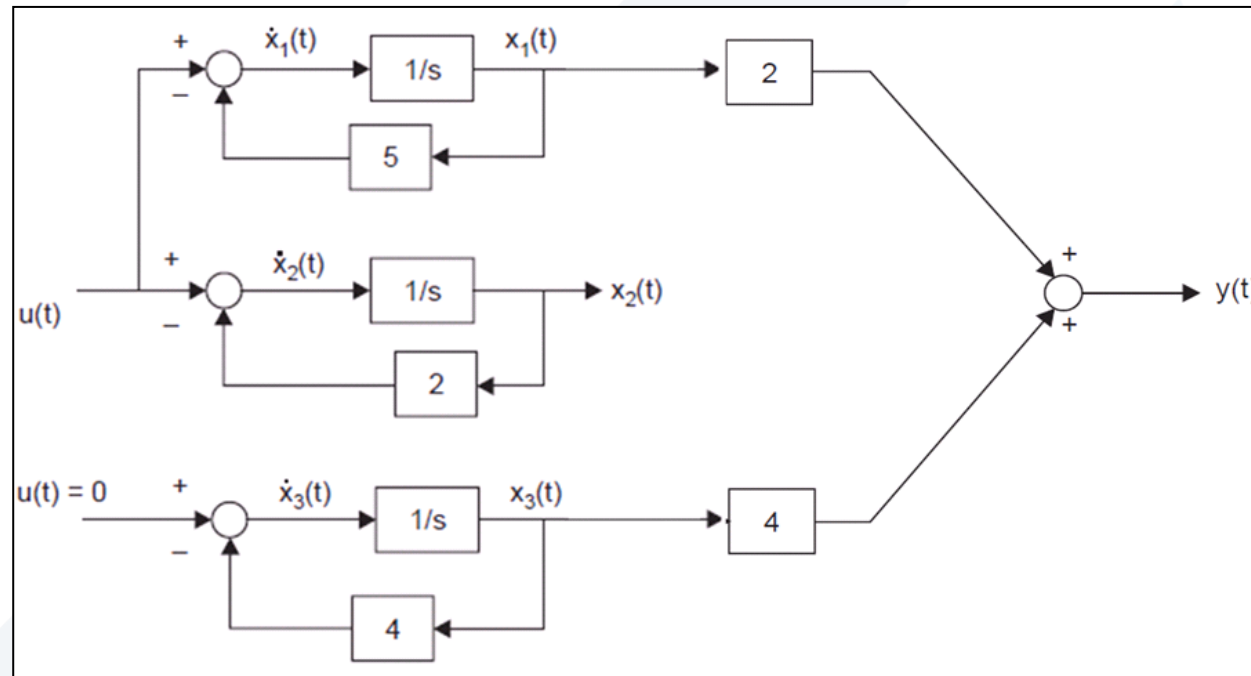 + ẋ₁(t) 1/s x₁(t) 2
−
5
+ ẋ₂(t) 1/s x₂(t)
u(t) −
2
+
+
y(t
u(t) = 0 + ẋ₃(t) 1/s x₃(t) 4
−
4